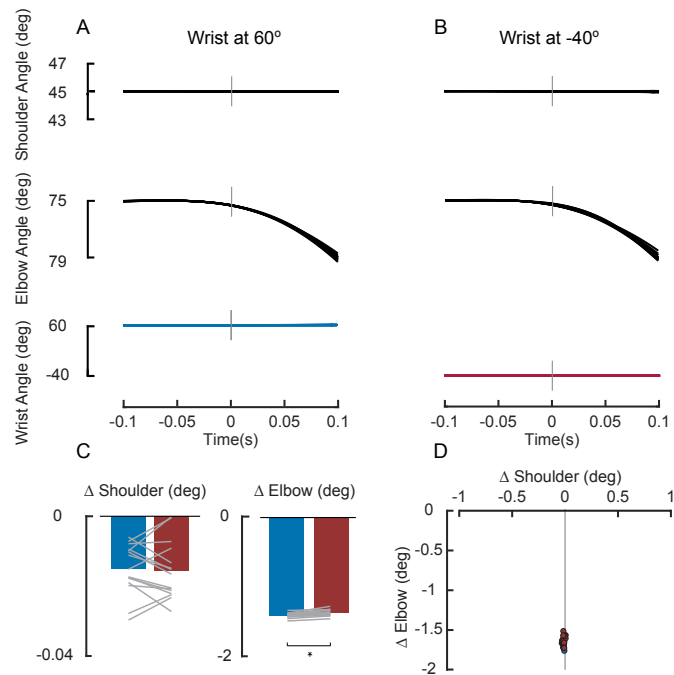 A
Wrist at 60º
B
Wrist at -40º
Shoulder Angle (deg)
47
45
43
Elbow Angle (deg)
75
79
Wrist Angle (deg)
60
-40
-0.1 -0.05 0 0.05 0.1
Time(s)
-0.1 -0.05 0 0.05 0.1
Time(s)
C
Δ Shoulder (deg)
0
-0.04
Δ Elbow (deg)
0
-2
*
D
Δ Shoulder (deg)
-1 -0.5 0 0.5 1
Δ Elbow (deg)
0
-0.5
-1
-1.5
-2